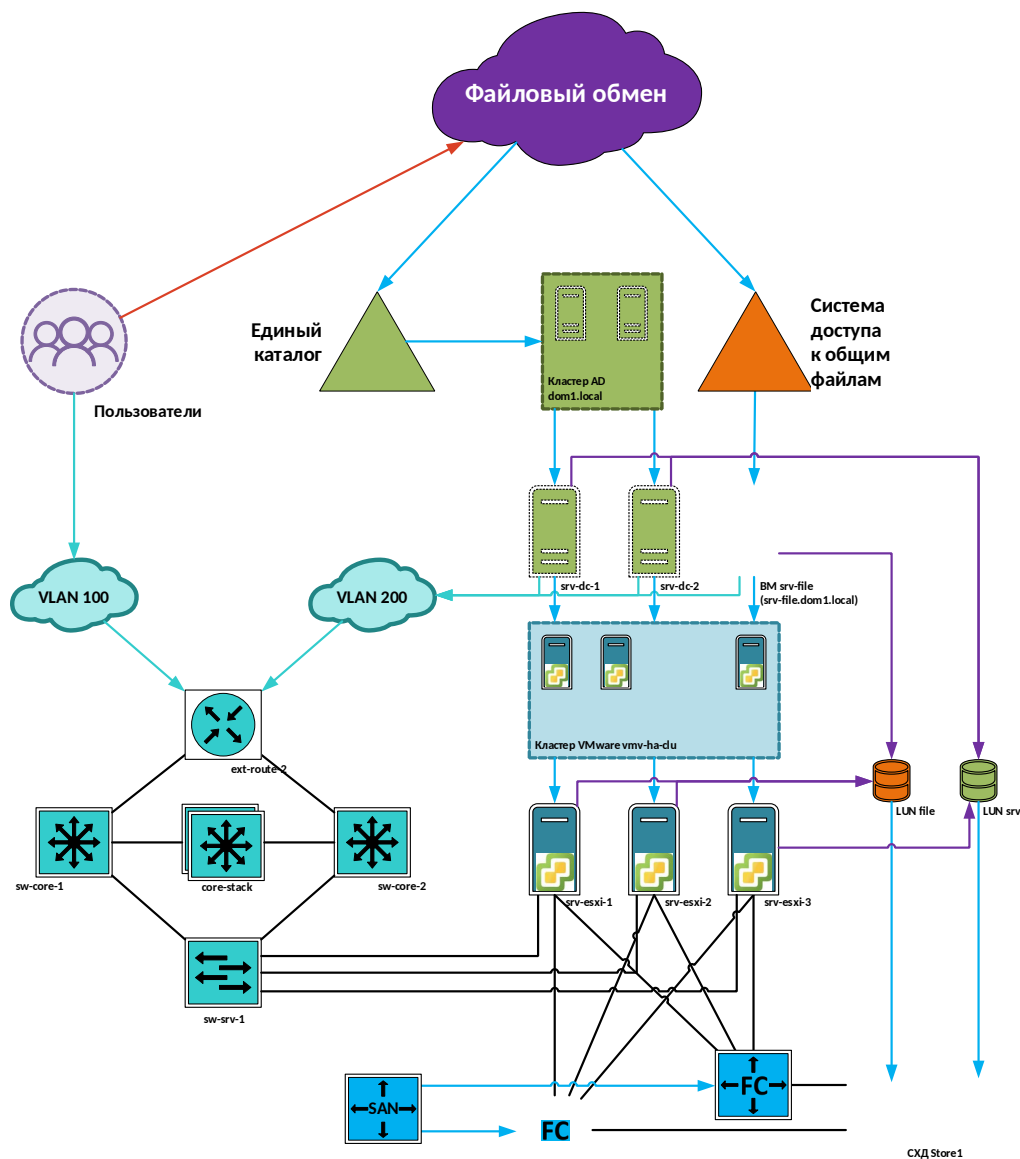 Файловый обмен
Единый
каталог
Система
доступа
к общим
файлам
Кластер AD
dom1.local
Пользователи
srv-dc-1
srv-dc-2
ВМ srv-file
(srv-file.dom1.local)
VLAN 100
VLAN 200
Кластер VMware vmv-ha-clu
ext-route-2
LUN file
LUN srv
sw-core-1
core-stack
sw-core-2
srv-esxi-1
srv-esxi-2
srv-esxi-3
sw-srv-1
FC
SAN
FC
СХД Store1